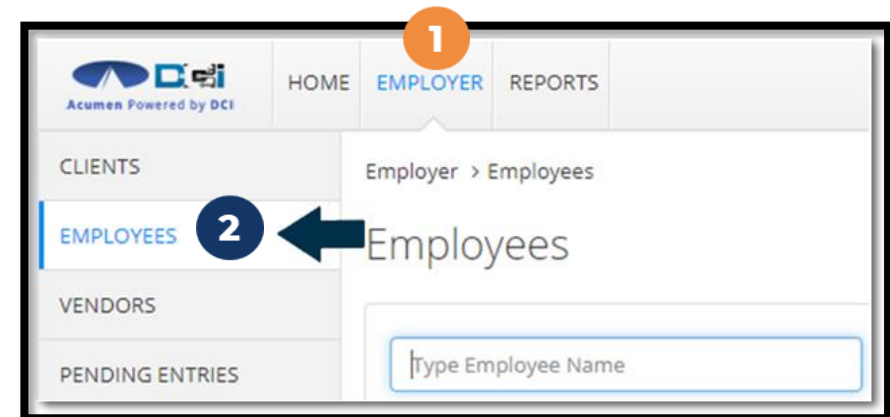 1
DCI
HOME EMPLOYER REPORTS
Acumen Powered by DCI
CLIENTS
Employer > Employees
EMPLOYEES 2
Employees
VENDORS
Type Employee Name
PENDING ENTRIES